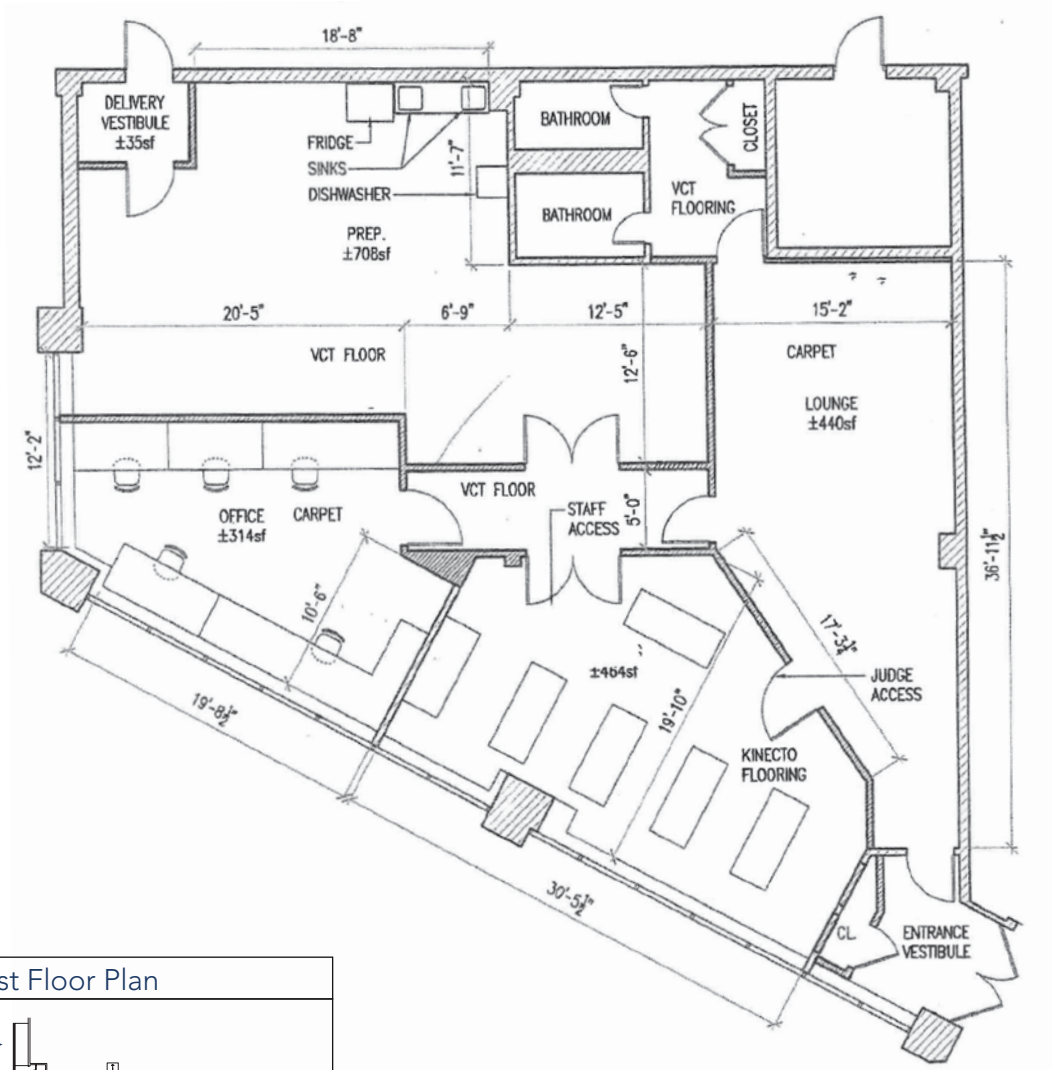 18'-8"
DELIVERY
VESTIBULE
±35sf
FRIDGE
SINKS
DISHWASHER
11'-7"
BATHROOM
CLOSET
BATHROOM
VCT
FLOORING
PREP.
±708sf
20'-5"
6'-9"
12'-5"
15'-2"
VCT FLOOR
12'-6"
CARPET
LOUNGE
±440sf
12'-2"
VCT FLOOR
OFFICE
±314sf
CARPET
STAFF
ACCESS
5'-0"
36'-11½"
10'-6"
17'-3¼"
±464sf
19'-10"
JUDGE
ACCESS
19'-8½"
KINECTO
FLOORING
30'-5½"
CL.
ENTRANCE
VESTIBULE
st Floor Plan